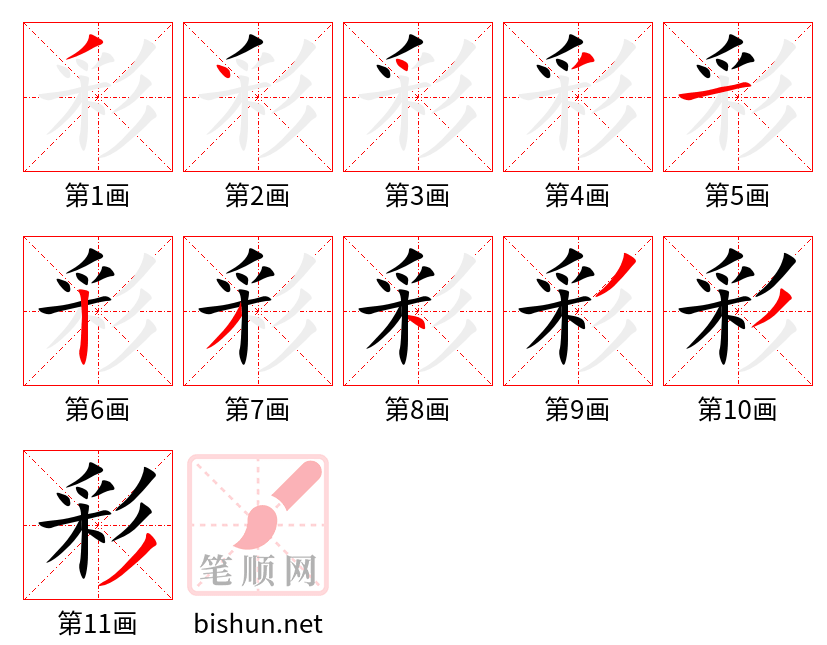 彩 彩 彩 彩 彩
第1画 第2画 第3画 第4画 第5画
彩 彩 彩 彩 彩
第6画 第7画 第8画 第9画 第10画
彩 笔顺网
第11画 bishun.net